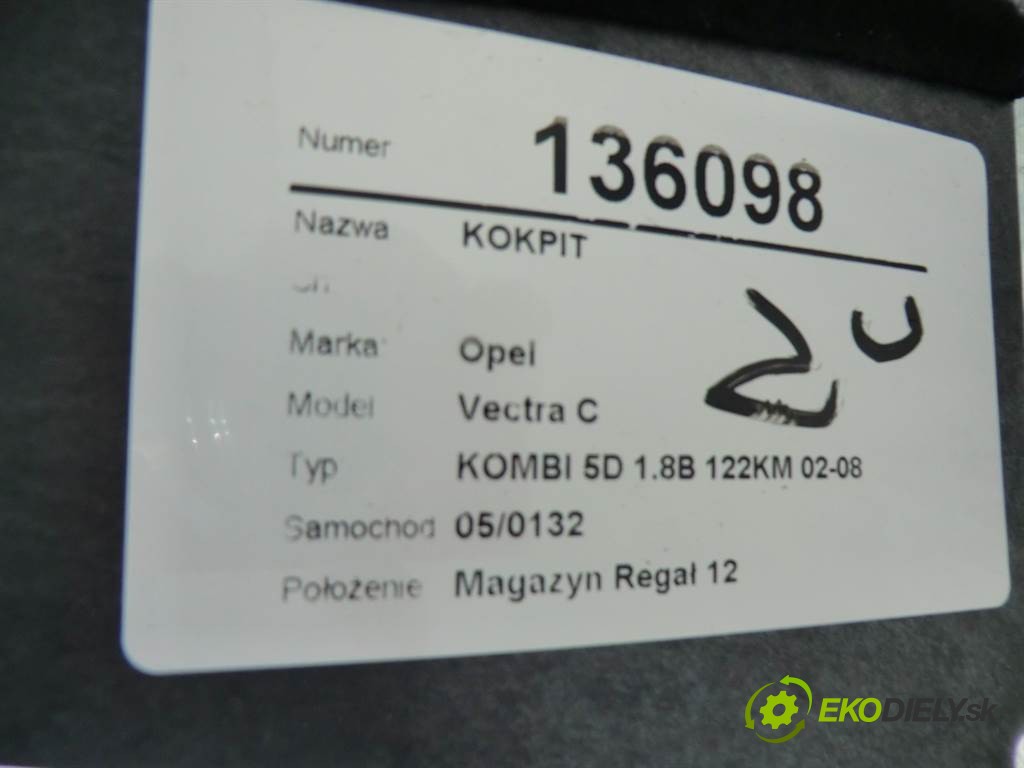 Numer 136098
Nazwa KOKPIT
Marka Opel
Model Vectra C
Typ KOMBI 5D 1.8B 122KM 02-08
Samochod 05/0132
Położenie Magazyn Regał 12
EKODIELY.sk